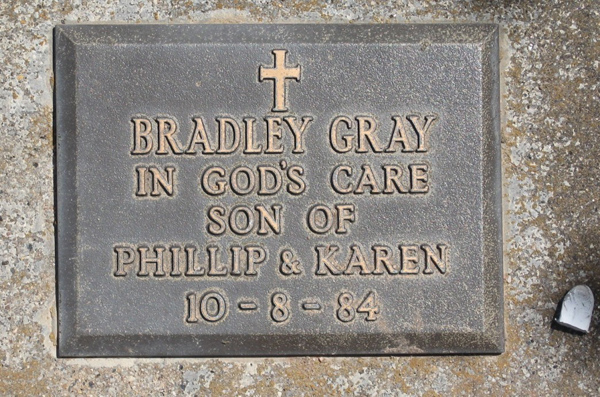 BRADLEY GRAY
IN GOD'S CARE
SON OF
PHILLIP & KAREN
10-8-84